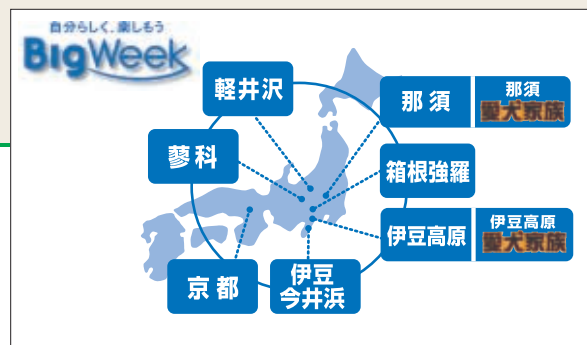 自分らしく、楽しもう
BigWeek
軽井沢
那須
那須
愛犬家族
蓼科
箱根強羅
伊豆高原
伊豆高原
愛犬家族
京都
伊豆
今井浜